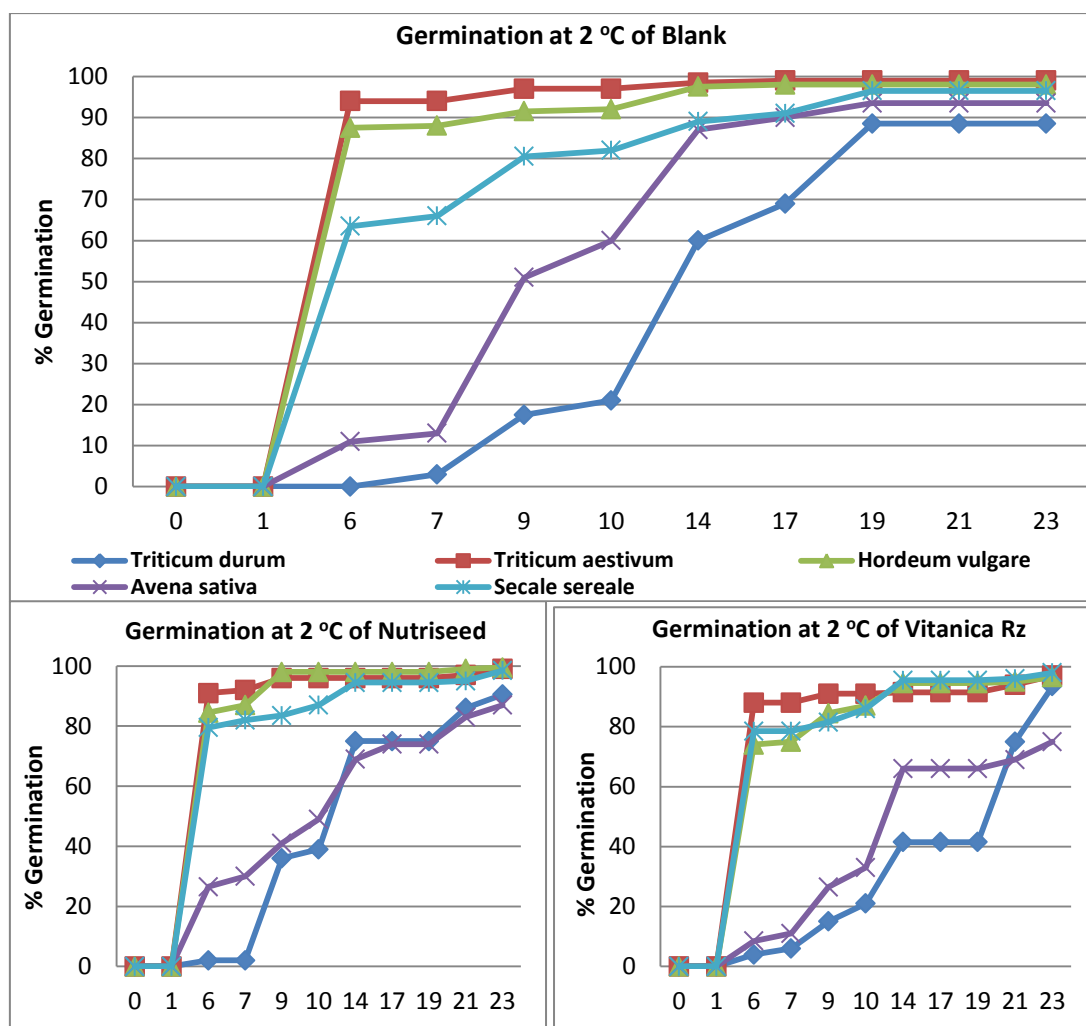 Germination at 2 °C of Blank
% Germination
100
90
80
70
60
50
40
30
20
10
0
0 1 6 7 9 10 14 17 19 21 23
Triticum durum Triticum aestivum Hordeum vulgare
Avena sativa Secale sereale
Germination at 2 °C of Nutriseed
% Germination
100
80
60
40
20
0
0 1 6 7 9 10 14 17 19 21 23
Germination at 2 °C of Vitanica Rz
% Germination
100
80
60
40
20
0
0 1 6 7 9 10 14 17 19 21 23